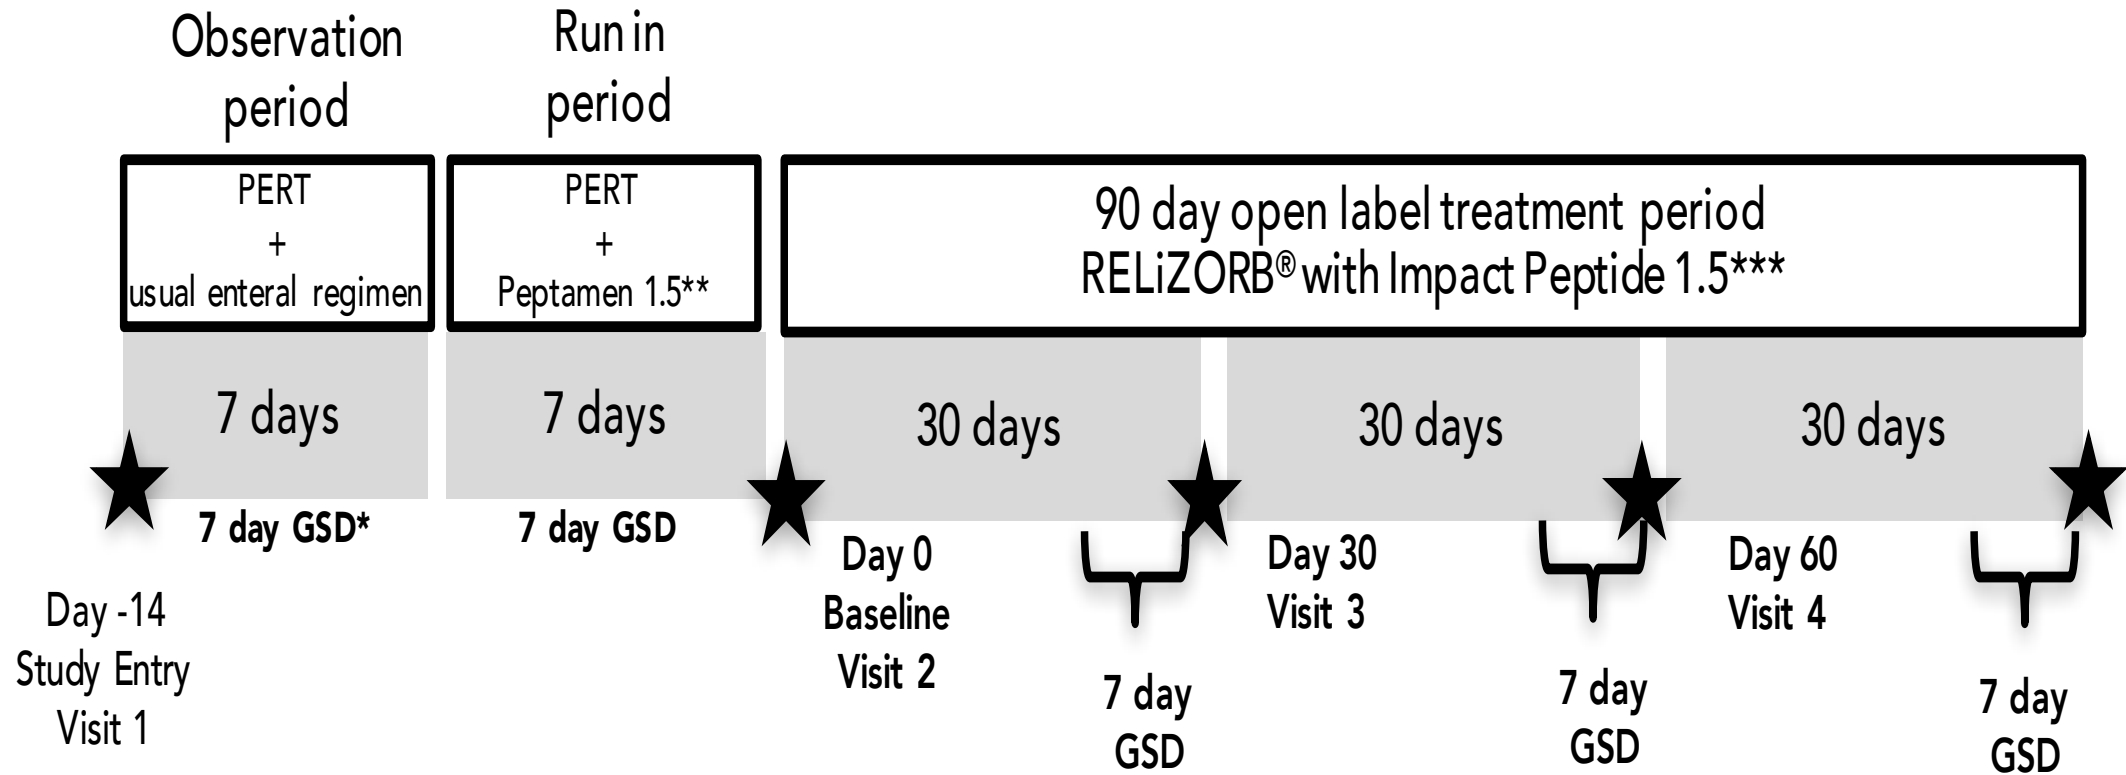 Observation
period
Run in
period
PERT
+
usual enteral regimen
PERT
+
Peptamen 1.5**
90 day open label treatment period
RELiZORB® with Impact Peptide 1.5***
7 days
7 days
30 days
30 days
30 days
7 day GSD*
7 day GSD
Day -14
Study Entry
Visit 1
Day 0
Baseline
Visit 2
7 day
GSD
Day 30
Visit 3
7 day
GSD
Day 60
Visit 4
7 day
GSD